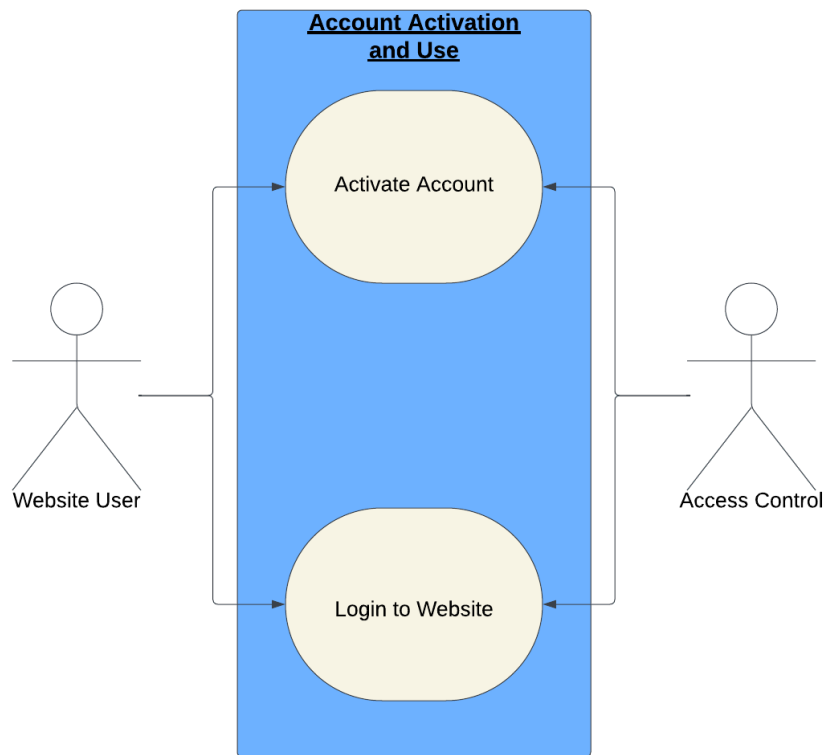 Account Activation
and Use
Activate Account
Website User
Access Control
Login to Website